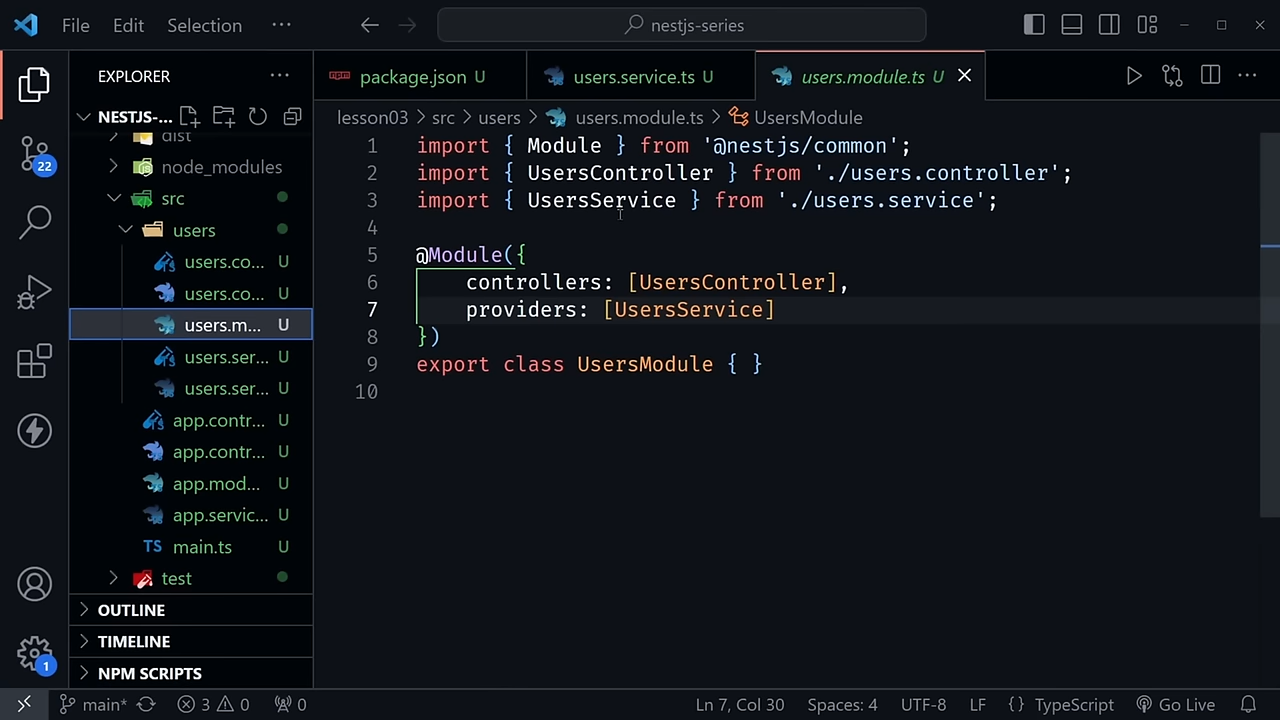 File Edit Selection ···
nestjs-series
EXPLORER ···
NESTJS-...
dist
node_modules
src
users
users.co... U
users.co... U
users.m... U
users.ser... U
users.ser... U
app.contr... U
app.contr... U
app.mod... U
app.servic... U
TS main.ts U
test
OUTLINE
TIMELINE
NPM SCRIPTS
22
1
package.json U
users.service.ts U
users.module.ts U
lesson03 > src > users > users.module.ts > UsersModule
1 import { Module } from '@nestjs/common';
2 import { UsersController } from './users.controller';
3 import { UsersService } from './users.service';
4
5 @Module({
6 controllers: [UsersController],
7 providers: [UsersService]
8 })
9 export class UsersModule { }
10
main* 3 0 0 Ln 7, Col 30 Spaces: 4 UTF-8 LF {} TypeScript Go Live